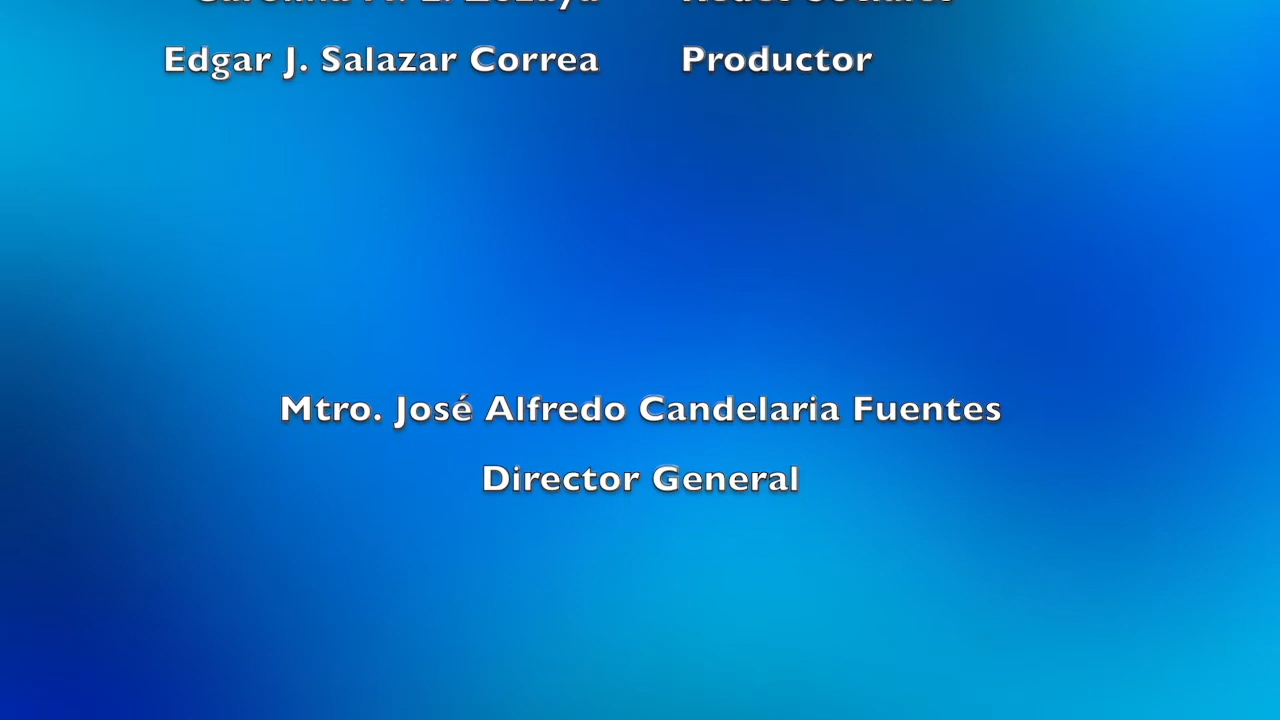 Edgar J. Salazar Correa Productor
Mtro. José Alfredo Candelaria Fuentes
Director General